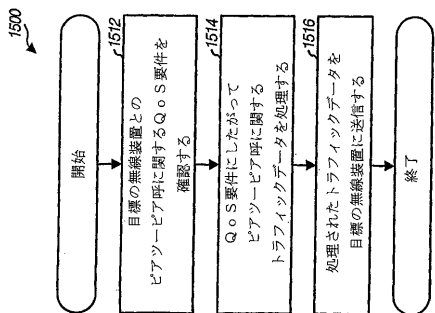 1500
開始
1512
目標の無線装置との
ピアツーピア呼に関するQoS要件を
確認する
1514
QoS要件にしたがって
ピアツーピア呼に関する
トラフィックデータを処理する
1516
処理されたトラフィックデータを
目標の無線装置に送信する
終了